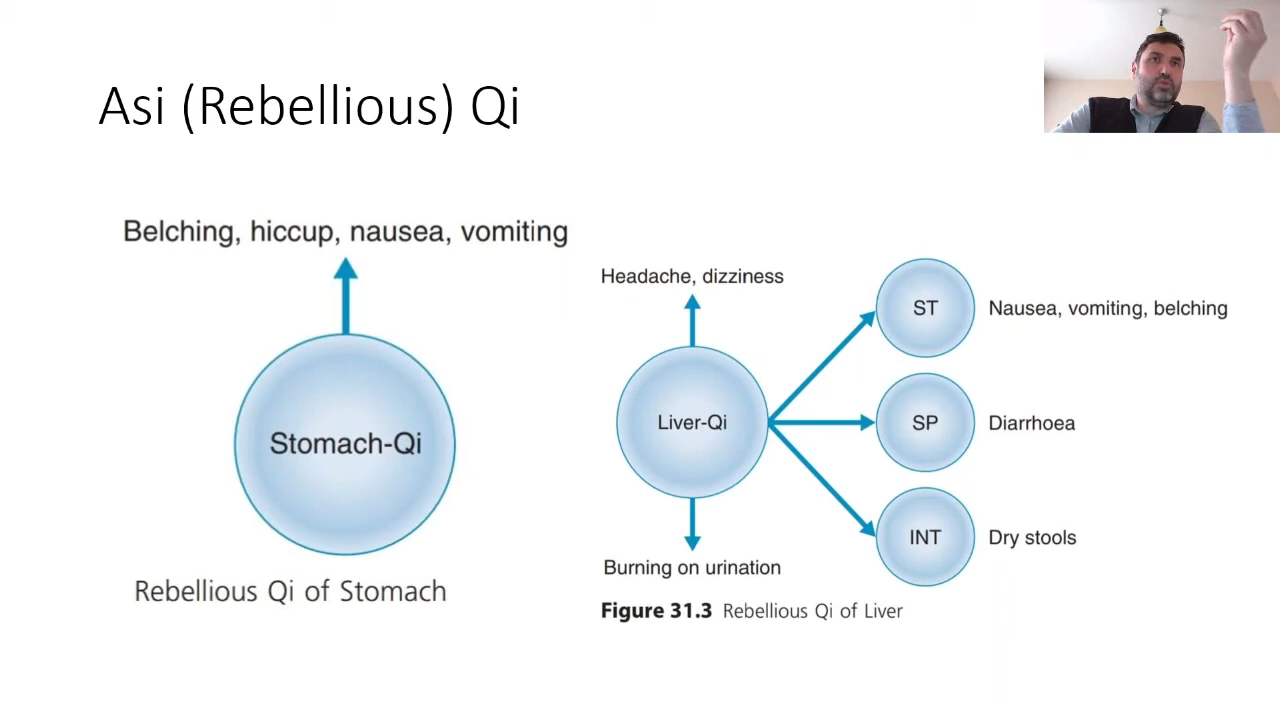 Asi (Rebellious) Qi
Belching, hiccup, nausea, vomiting
Stomach-Qi
Rebellious Qi of Stomach
Headache, dizziness
Liver-Qi
Burning on urination
ST
Nausea, vomiting, belching
SP
Diarrhoea
INT
Dry stools
Figure 31.3 Rebellious Qi of Liver